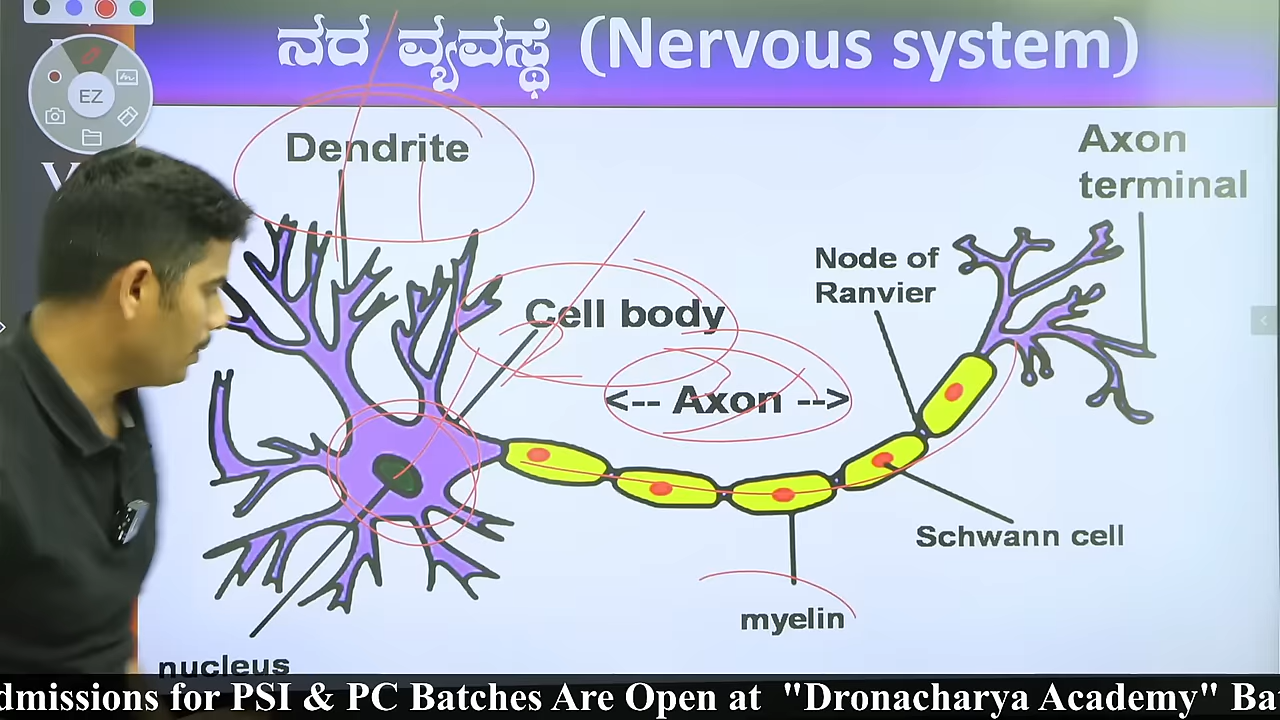 ನರ ವ್ಯವಸ್ಥೆ (Nervous system)
EZ
Dendrite
Axon
terminal
Node of
Ranvier
Cell body
<-- Axon -->
Schwann cell
myelin
nucleus
dmissions for PSI & PC Batches Are Open at "Dronacharya Academy" Ba